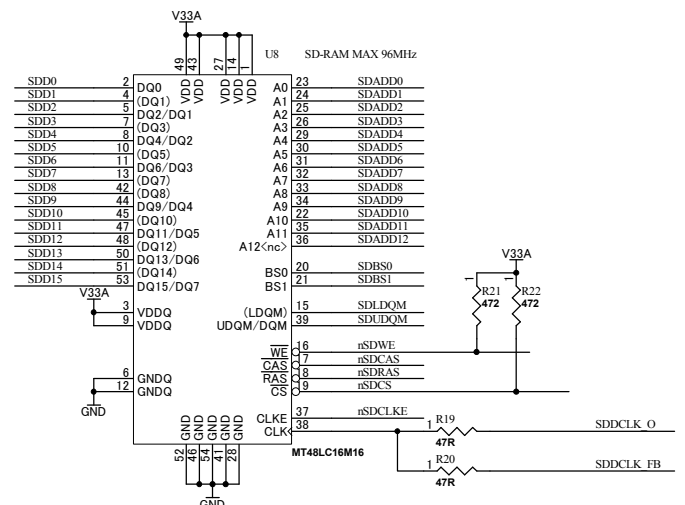 V33A
U8 SD-RAM MAX 96MHz
49 43 27 14 1
VDD VDD VDD VDD VDD
SDD0 2 DQ0 A0 23 SDADD0
SDD1 4 (DQ1) A1 24 SDADD1
SDD2 5 DQ2/DQ1 A2 25 SDADD2
SDD3 7 (DQ3) A3 26 SDADD3
SDD4 8 DQ4/DQ2 A4 29 SDADD4
SDD5 10 (DQ5) A5 30 SDADD5
SDD6 11 DQ6/DQ3 A6 31 SDADD6
SDD7 13 (DQ7) A7 32 SDADD7
SDD8 42 (DQ8) A8 33 SDADD8
SDD9 44 DQ9/DQ4 A9 34 SDADD9
SDD10 45 (DQ10) A10 22 SDADD10
SDD11 47 DQ11/DQ5 A11 35 SDADD11
SDD12 48 (DQ12) A12<nc> 36 SDADD12
SDD13 50 DQ13/DQ6
SDD14 51 (DQ14) BS0 20 SDBS0
SDD15 53 DQ15/DQ7 BS1 21 SDBS1
V33A
V33A
1 R21 472
1 R22 472
3 VDDQ (LDQM) 15 SDLDQM
9 VDDQ UDQM/DQM 39 SDUDQM
WE 16 nSDWE
CAS 7 nSDCAS
6 GNDQ RAS 8 nSDRAS
12 GNDQ CS 9 nSDCS
GND
CLKE 37 nSDCLKE
CLK 38 1 R19 47R SDDCLK_O
GND GND GND GND GND
52 46 54 41 28
MT48LC16M16
1 R20 47R SDDCLK_FB
GND